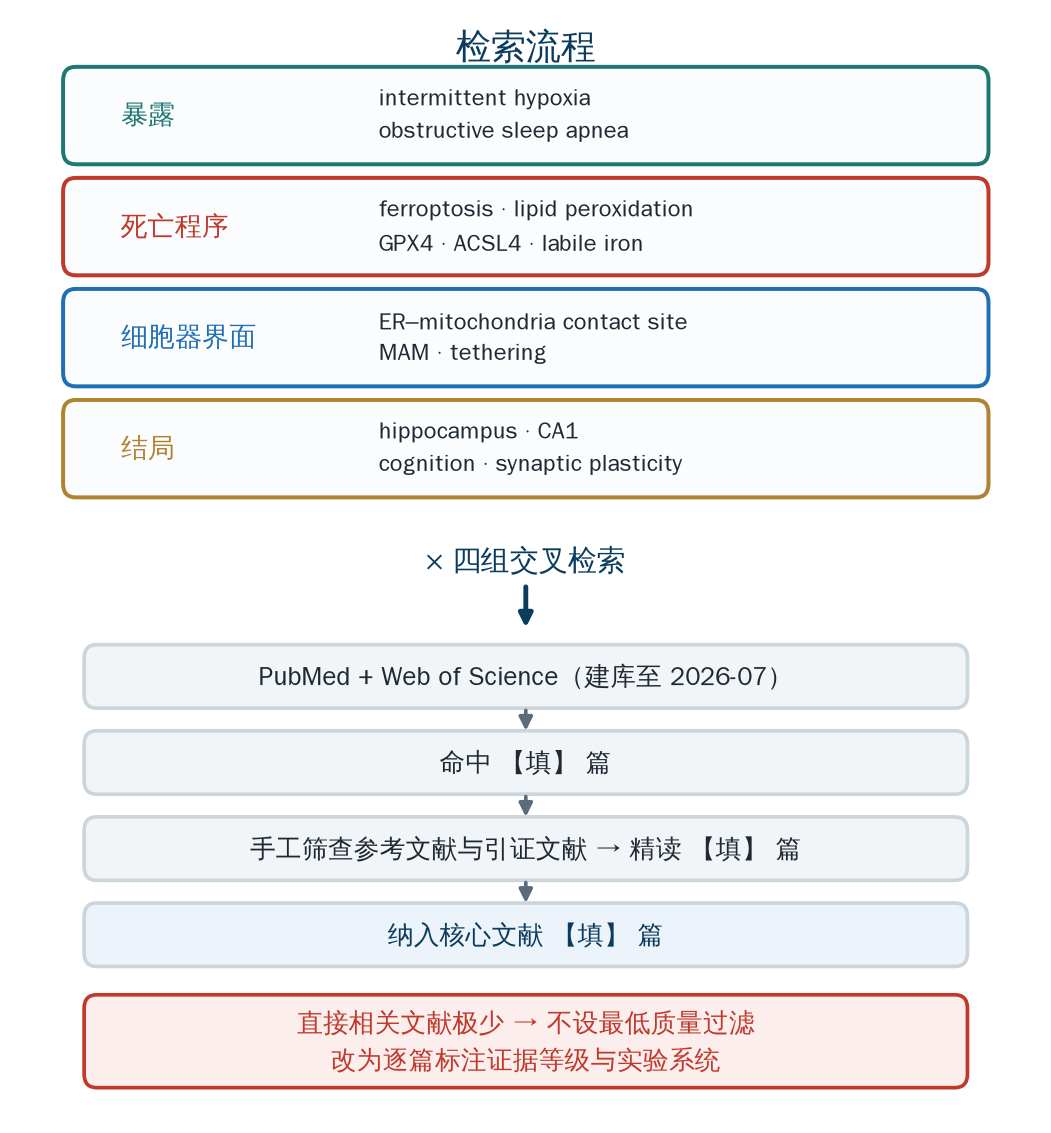 检索流程
暴露
intermittent hypoxia
obstructive sleep apnea
死亡程序
ferroptosis · lipid peroxidation
GPX4 · ACSL4 · labile iron
细胞器界面
ER–mitochondria contact site
MAM · tethering
结局
hippocampus · CA1
cognition · synaptic plasticity
× 四组交叉检索
PubMed + Web of Science（建库至 2026-07）
命中 【填】 篇
手工筛查参考文献与引证文献 → 精读 【填】 篇
纳入核心文献 【填】 篇
直接相关文献极少 → 不设最低质量过滤
改为逐篇标注证据等级与实验系统